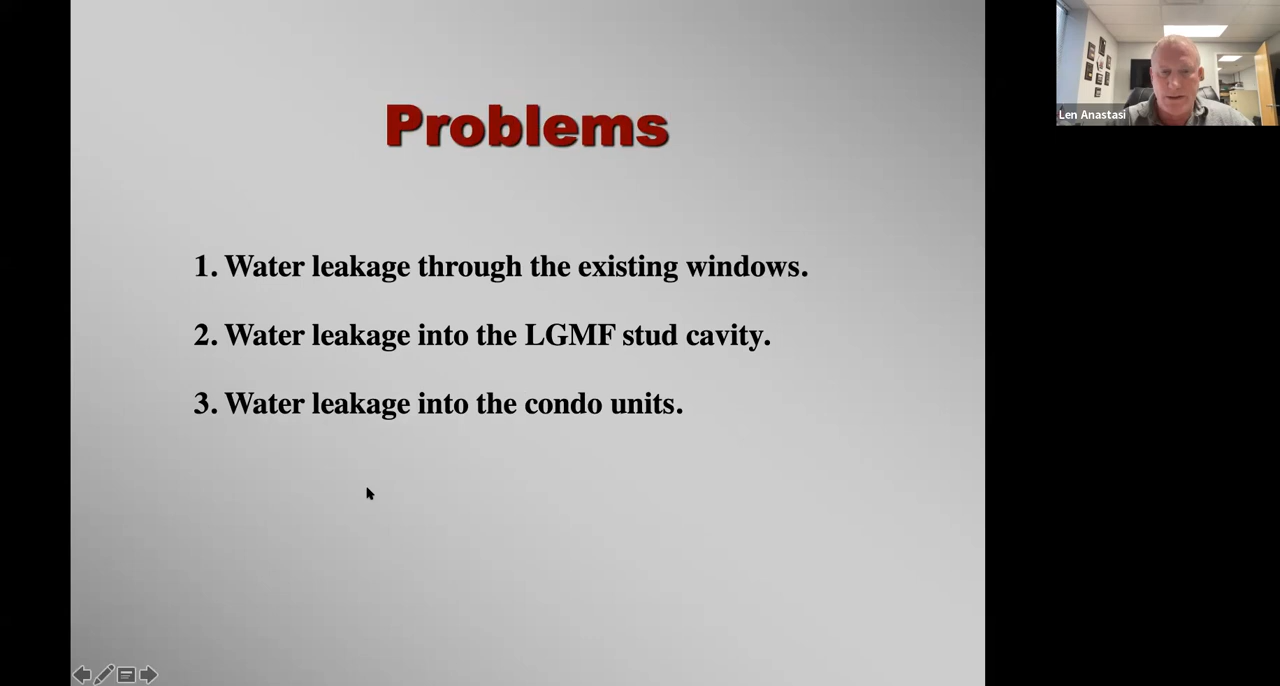 Problems
1. Water leakage through the existing windows.
2. Water leakage into the LGMF stud cavity.
3. Water leakage into the condo units.
Len Anastasi